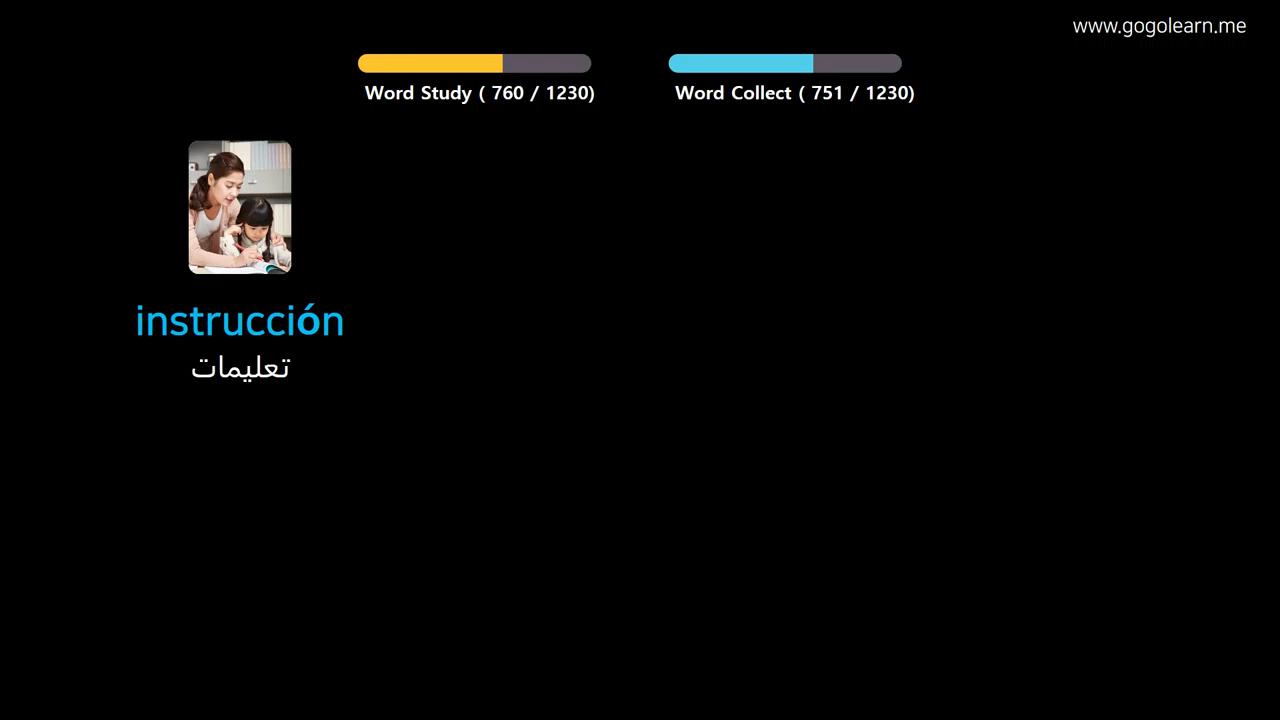 www.gogolearn.me
Word Study ( 760 / 1230)
Word Collect ( 751 / 1230)
instrucción
تعليمات